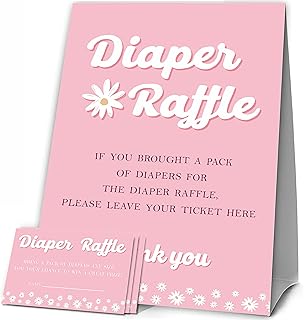 Diaper
Raffle
IF YOU BROUGHT A PACK
OF DIAPERS FOR
THE DIAPER RAFFLE,
PLEASE LEAVE YOUR TICKET HERE
nk you
Diaper Raffle